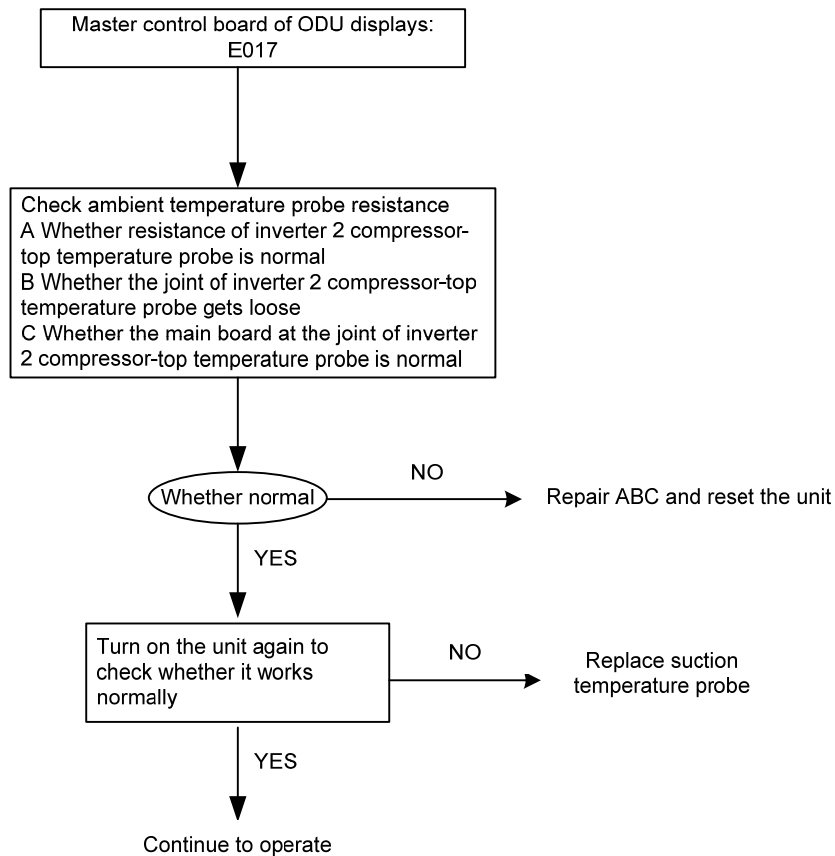 Master control board of ODU displays:
E017
Check ambient temperature probe resistance
A Whether resistance of inverter 2 compressor-
top temperature probe is normal
B Whether the joint of inverter 2 compressor-top
temperature probe gets loose
C Whether the main board at the joint of inverter
2 compressor-top temperature probe is normal
Whether normal
NO
Repair ABC and reset the unit
YES
Turn on the unit again to
check whether it works
normally
NO
Replace suction
temperature probe
YES
Continue to operate